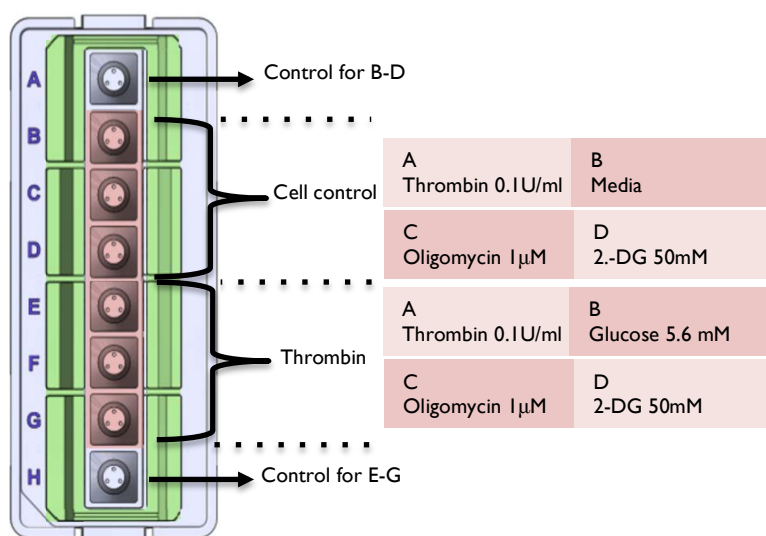 A
B
C
D
E
F
G
H
Control for B-D
Cell control
Thrombin
Control for E-G
A
Thrombin 0.1U/ml
B
Media
C
Oligomycin 1μM
D
2.-DG 50mM
A
Thrombin 0.1U/ml
B
Glucose 5.6 mM
C
Oligomycin 1μM
D
2-DG 50mM